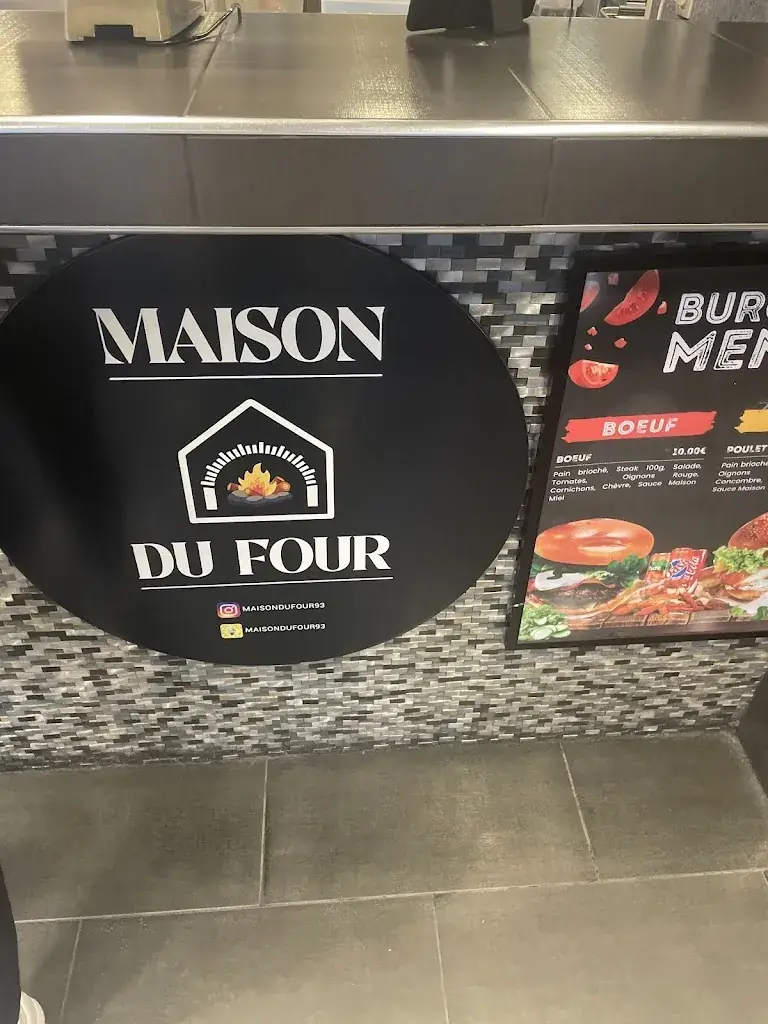 MAISON
DU FOUR
MAISONDUFOUR93
MAISONDUFOUR93
BOEUF
BOEUF 10.00€
Pain brioché, Steak 100g, Salade,
Tomates, Oignons Rouge,
Cornichons, Chèvre, Sauce Maison
Miel
POULET
Pain brioché
Oignons
Concombre,
Sauce Maison